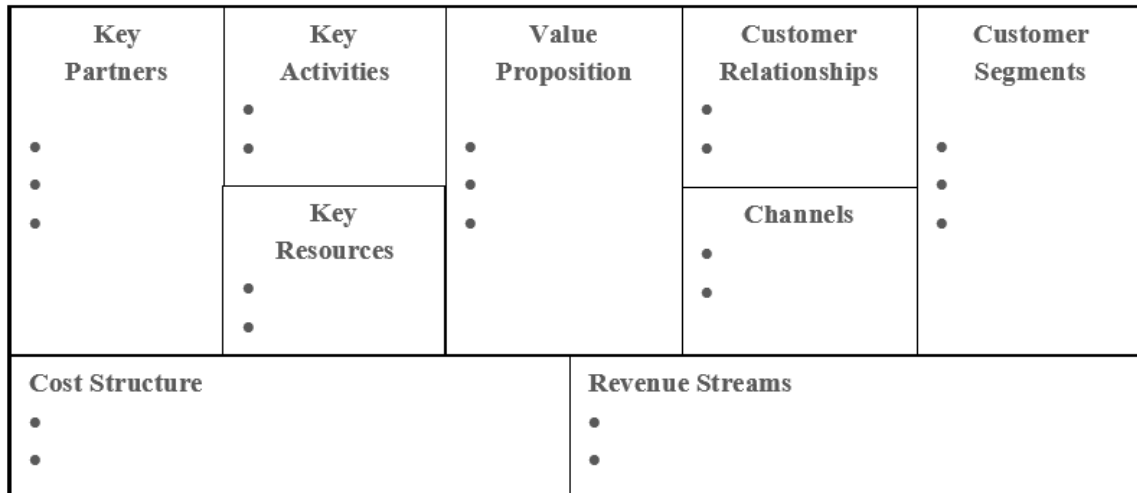 Key
Partners
•
•
•
Key
Activities
•
•
Key
Resources
•
•
Value
Proposition
•
•
•
Customer
Relationships
•
•
Channels
•
•
Customer
Segments
•
•
•
Cost Structure
•
•
Revenue Streams
•
•